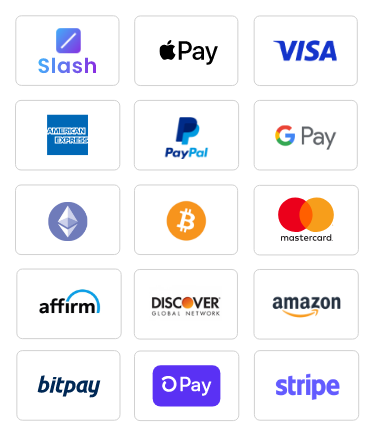 Slash
Pay
VISA
AMERICAN
EXPRESS
PayPal
G Pay
mastercard.
affirm
DISCOVER
GLOBAL NETWORK
amazon
bitpay
Pay
stripe